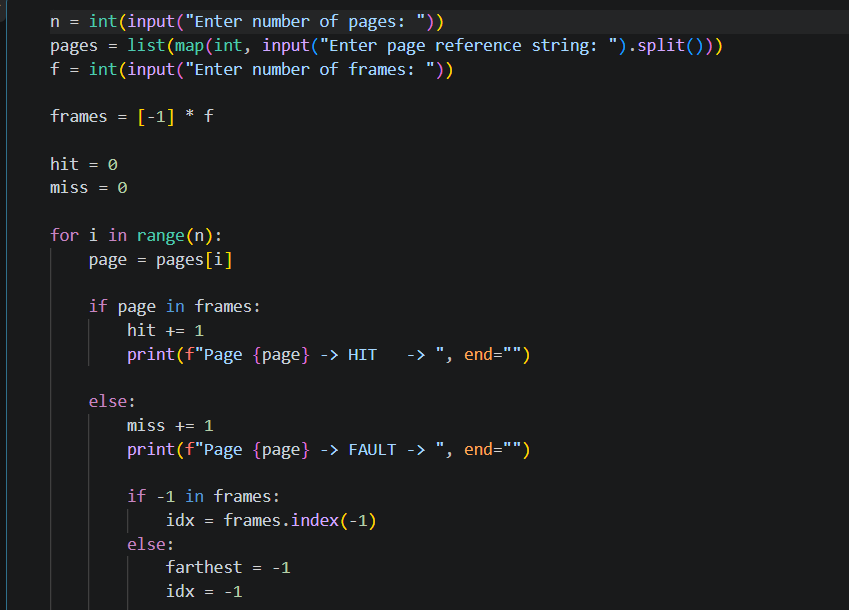 n = int(input("Enter number of pages: "))
pages = list(map(int, input("Enter page reference string: ").split()))
f = int(input("Enter number of frames: "))

frames = [-1] * f

hit = 0
miss = 0

for i in range(n):
    page = pages[i]

    if page in frames:
        hit += 1
        print(f"Page {page} -> HIT   -> ", end="")

    else:
        miss += 1
        print(f"Page {page} -> FAULT -> ", end="")

        if -1 in frames:
            idx = frames.index(-1)
        else:
            farthest = -1
            idx = -1